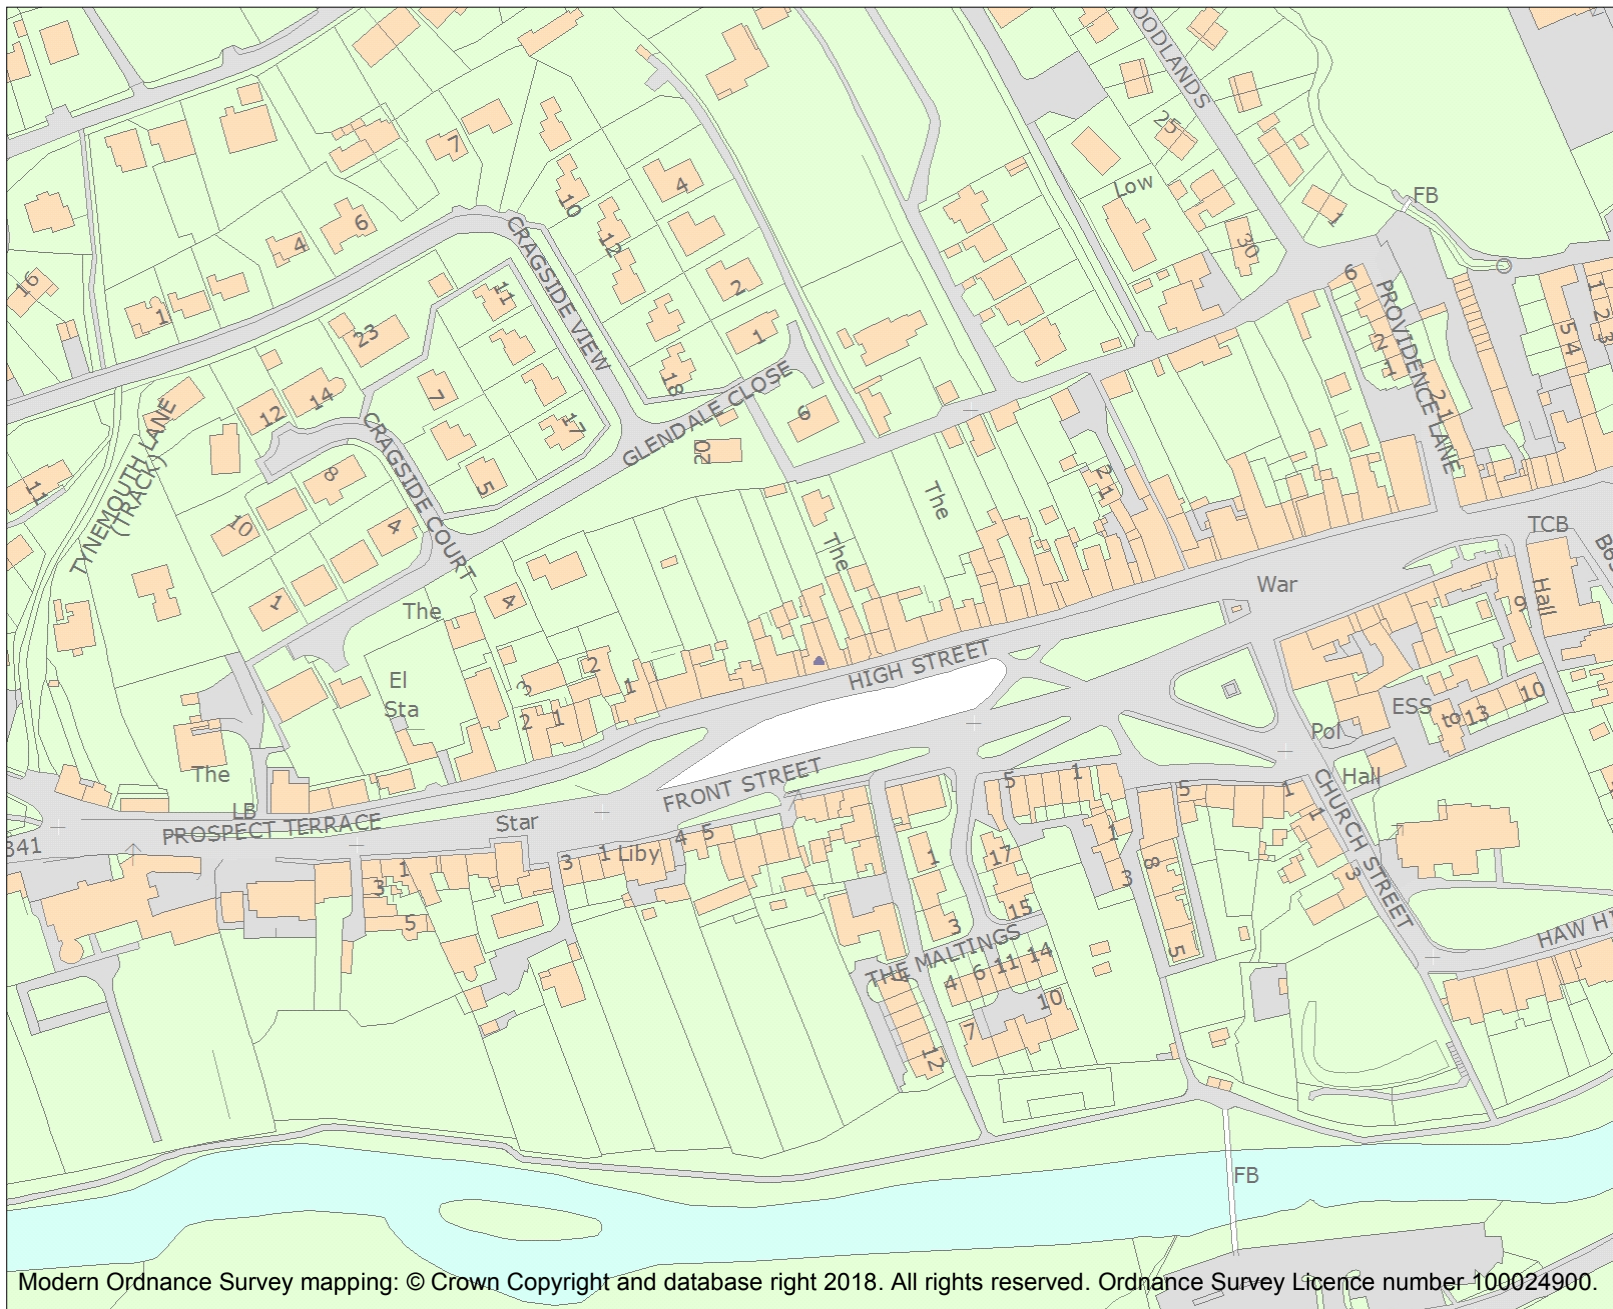 OODLANDS
25
Low
FB
1
30
6
PROVIDENCE LANE
2
1
2 1
5 4
1 2 3
7
4
10
12
CRAGSIDE VIEW
6
4
16
1
2
11
23
1
18
GLENDALE CLOSE
6
20
14
12
7
17
5
CRAGSIDE COURT
8
4
10
1
TYNEMOUTH LANE
(TRACK)
11
The
The
The
2 1
4
El
Sta
2
3
1
2 1
HIGH STREET
War
TCB
Hall
9
10
to 13
ESS
Pol
Hall
The
LB
PROSPECT TERRACE
341
Star
FRONT STREET
4 5
3 1 Liby
3
1
5
5 1
5
1
1
CHURCH STREET
3
HAW H
1
3
8
5
17
15
1
3
THE MALTINGS
4 6 11 14
10
7
12
FB
Modern Ordnance Survey mapping: © Crown Copyright and database right 2018. All rights reserved. Ordnance Survey Licence number 100024900.